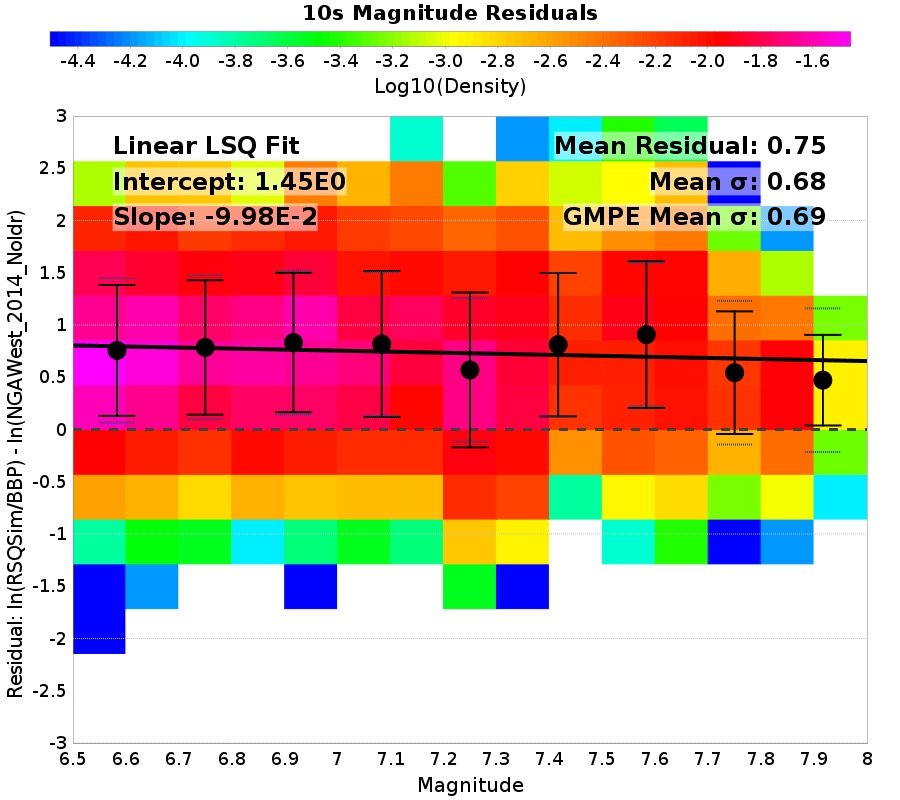 10s Magnitude Residuals
-4.4 -4.2 -4.0 -3.8 -3.6 -3.4 -3.2 -3.0 -2.8 -2.6 -2.4 -2.2 -2.0 -1.8 -1.6
Log10(Density)
Linear LSQ Fit
Intercept: 1.45E0
Slope: -9.98E-2
Mean Residual: 0.75
Mean σ: 0.68
GMPE Mean σ: 0.69
Residual: ln(RSQSim/BBP) - ln(NGAWest_2014_NoIdr)
3
2.5
2
1.5
1
0.5
0
-0.5
-1
-1.5
-2
-2.5
-3
6.5 6.6 6.7 6.8 6.9 7 7.1 7.2 7.3 7.4 7.5 7.6 7.7 7.8 7.9 8
Magnitude